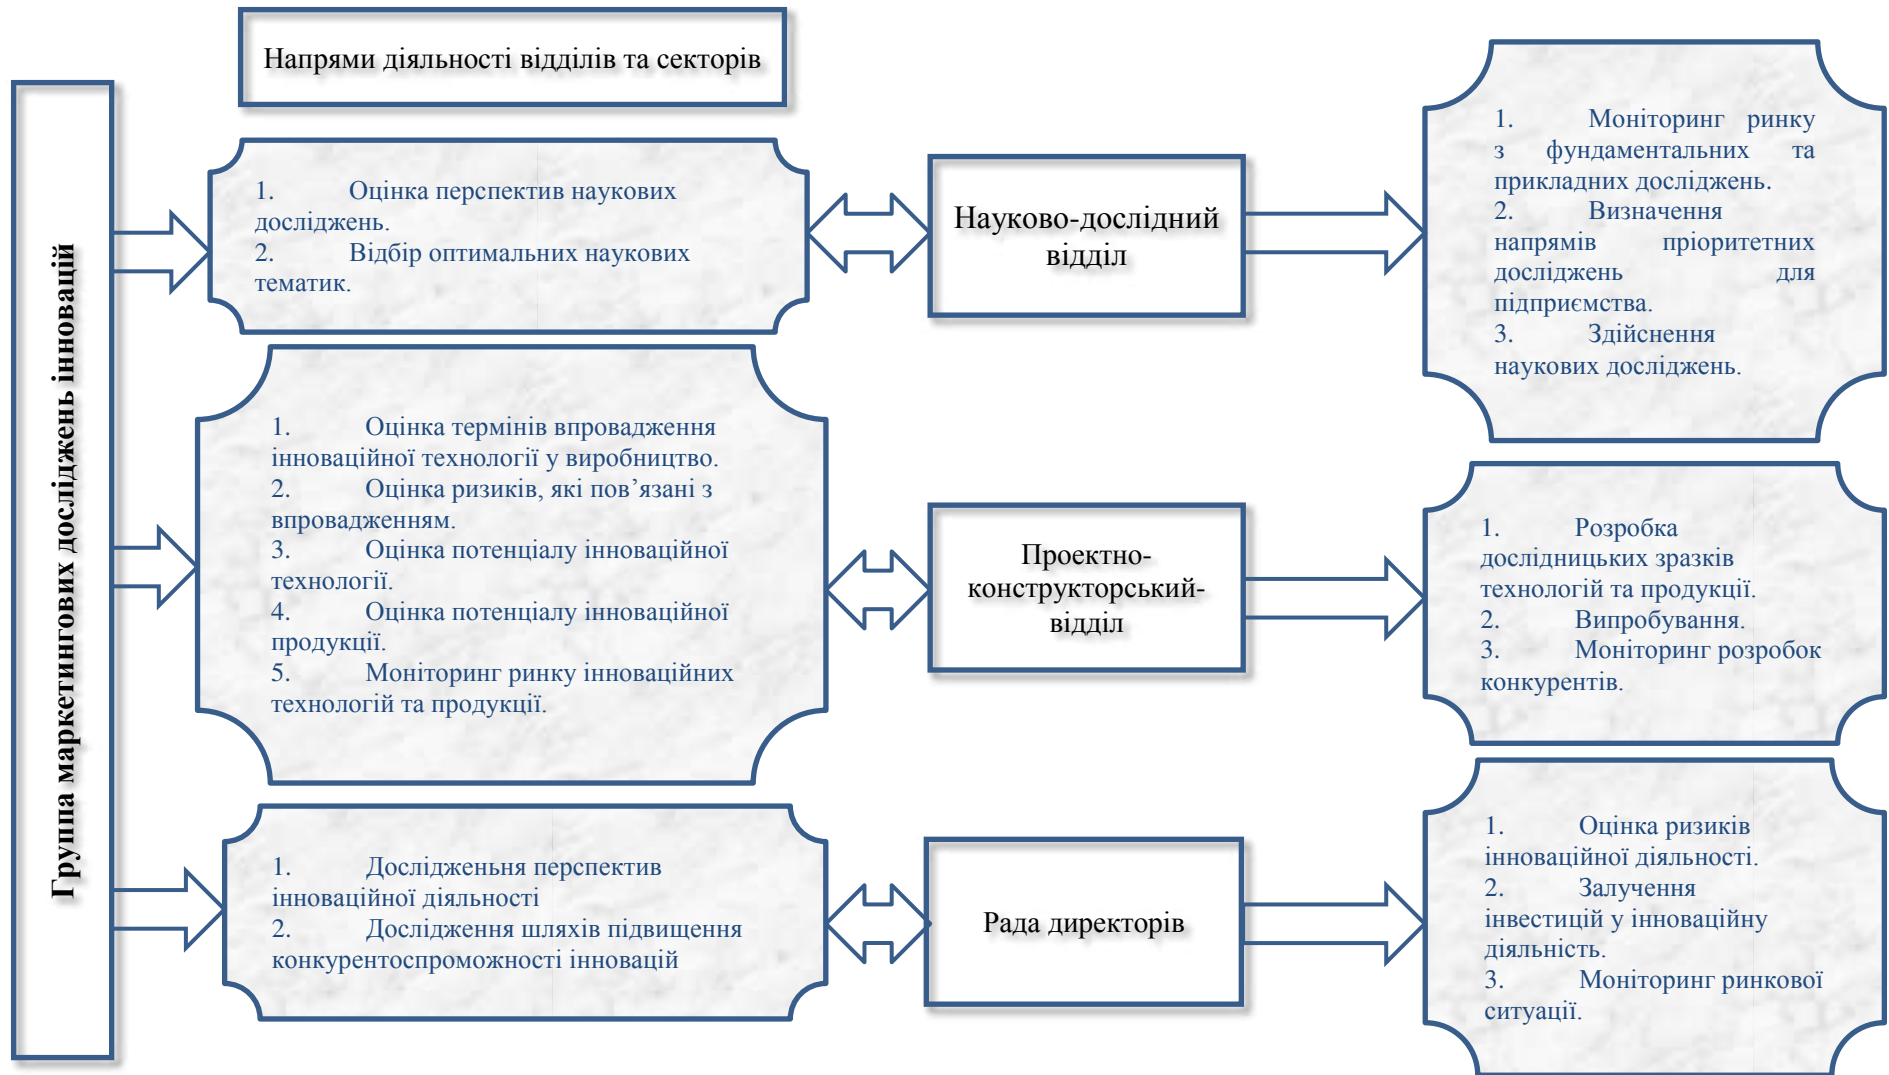 Напрями діяльності відділів та секторів
Группа маркетингових досліджень інновацій
1. Оцінка перспектив наукових
досліджень.
2. Відбір оптимальних наукових
тематик.
Науково-дослідний
відділ
1. Моніторинг ринку
з фундаментальних та
прикладних досліджень.
2. Визначення
напрямів пріоритетних
досліджень для
підприємства.
3. Здійснення
наукових досліджень.
1. Оцінка термінів впровадження
інноваційної технології у виробництво.
2. Оцінка ризиків, які пов’язані з
впровадженням.
3. Оцінка потенціалу інноваційної
технології.
4. Оцінка потенціалу інноваційної
продукції.
5. Моніторинг ринку інноваційних
технологій та продукції.
Проектно-
конструкторський-
відділ
1. Розробка
дослідницьких зразків
технологій та продукції.
2. Випробування.
3. Моніторинг розробок
конкурентів.
1. Дослідженьня перспектив
інноваційної діяльності
2. Дослідження шляхів підвищення
конкурентоспроможності інновацій
Рада директорів
1. Оцінка ризиків
інноваційної діяльності.
2. Залучення
інвестицій у інноваційну
діяльність.
3. Моніторинг ринкової
ситуації.